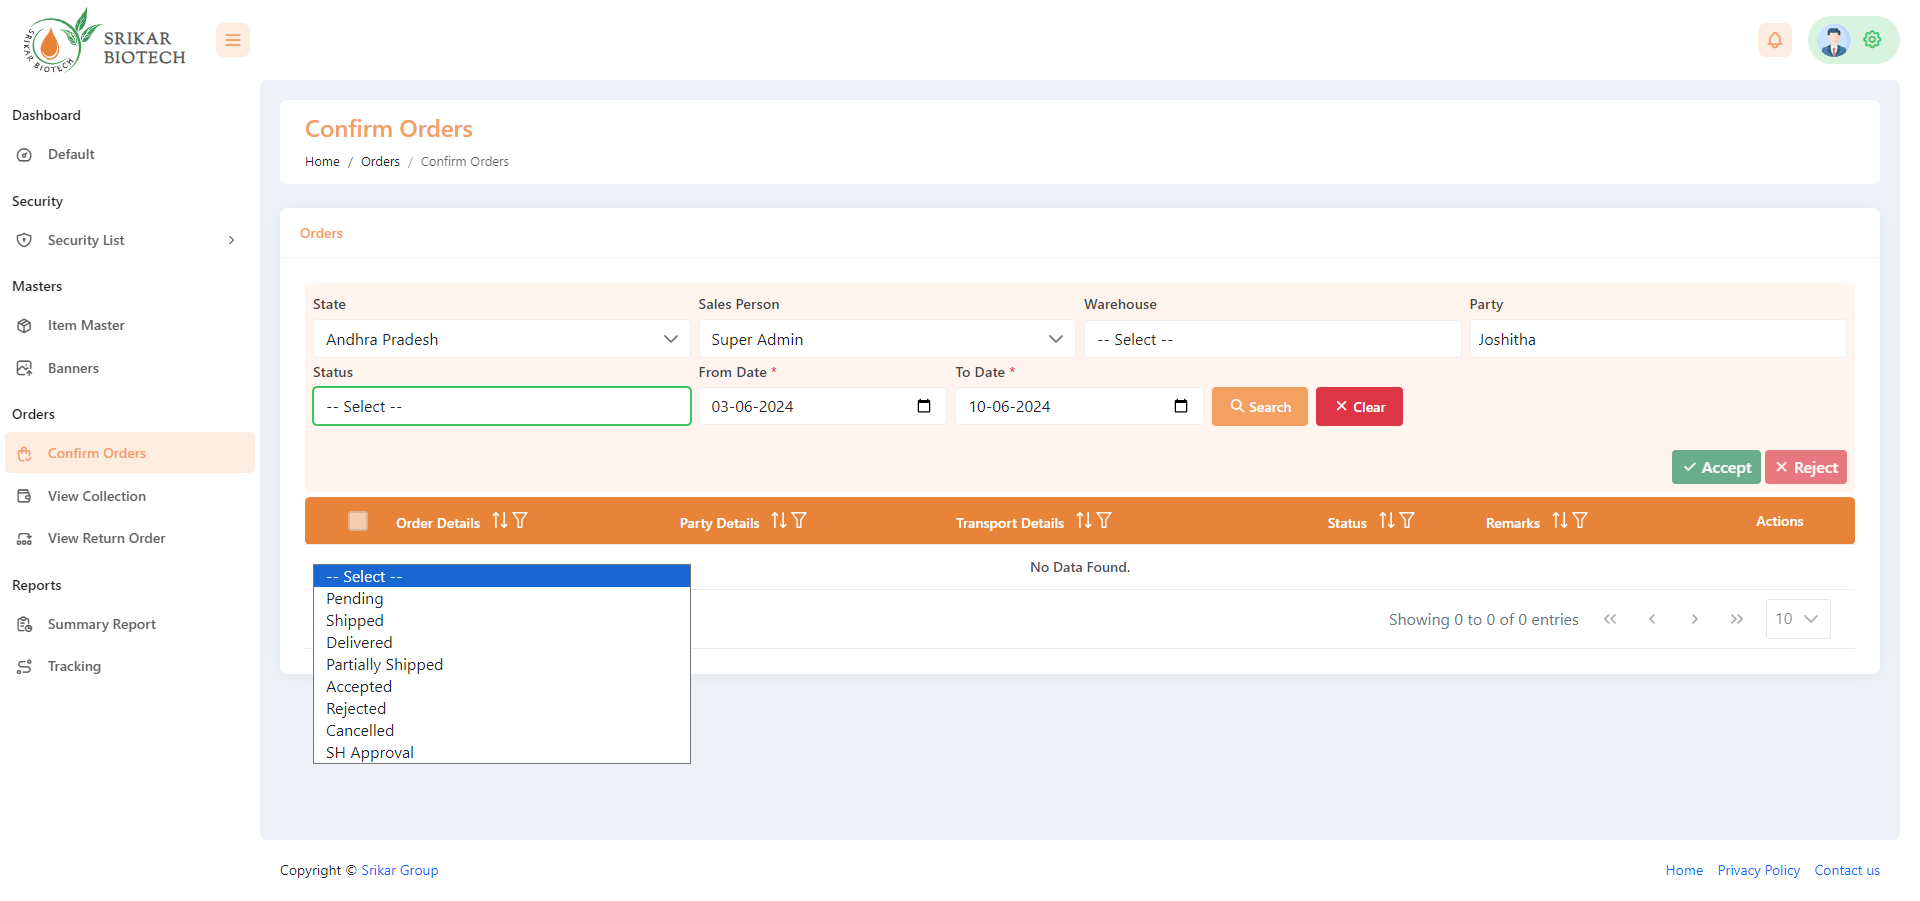 SRIKAR
BIOTECH
SRIKAR BIOTECH
Dashboard
Default
Security
Security List
Masters
Item Master
Banners
Orders
Confirm Orders
View Collection
View Return Order
Reports
Summary Report
Tracking
Confirm Orders
Home / Orders / Confirm Orders
Orders
State Sales Person Warehouse Party
Andhra Pradesh Super Admin -- Select -- Joshitha
Status From Date * To Date *
-- Select -- 03-06-2024 10-06-2024 Search Clear
Accept Reject
Order Details Party Details Transport Details Status Remarks Actions
No Data Found.
-- Select --
Pending
Shipped
Delivered
Partially Shipped
Accepted
Rejected
Cancelled
SH Approval
Showing 0 to 0 of 0 entries 10
Copyright © Srikar Group
Home Privacy Policy Contact us